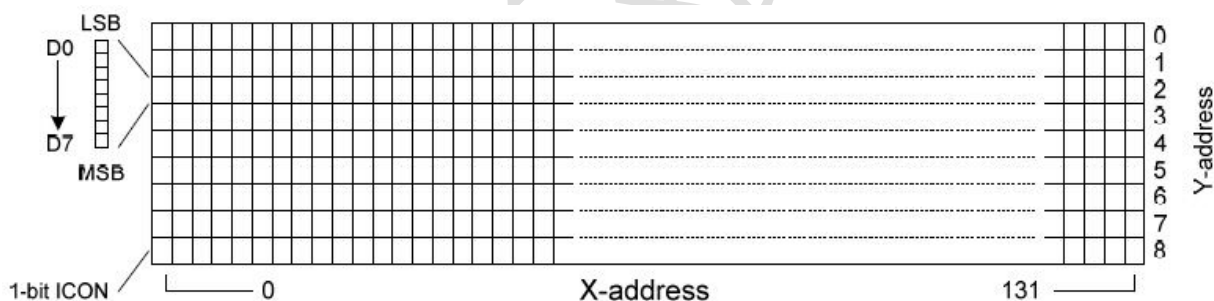 LSB
D0
D7
MSB
1-bit ICON
0
1
2
3
4
5
6
7
8
Y-address
0 X-address 131